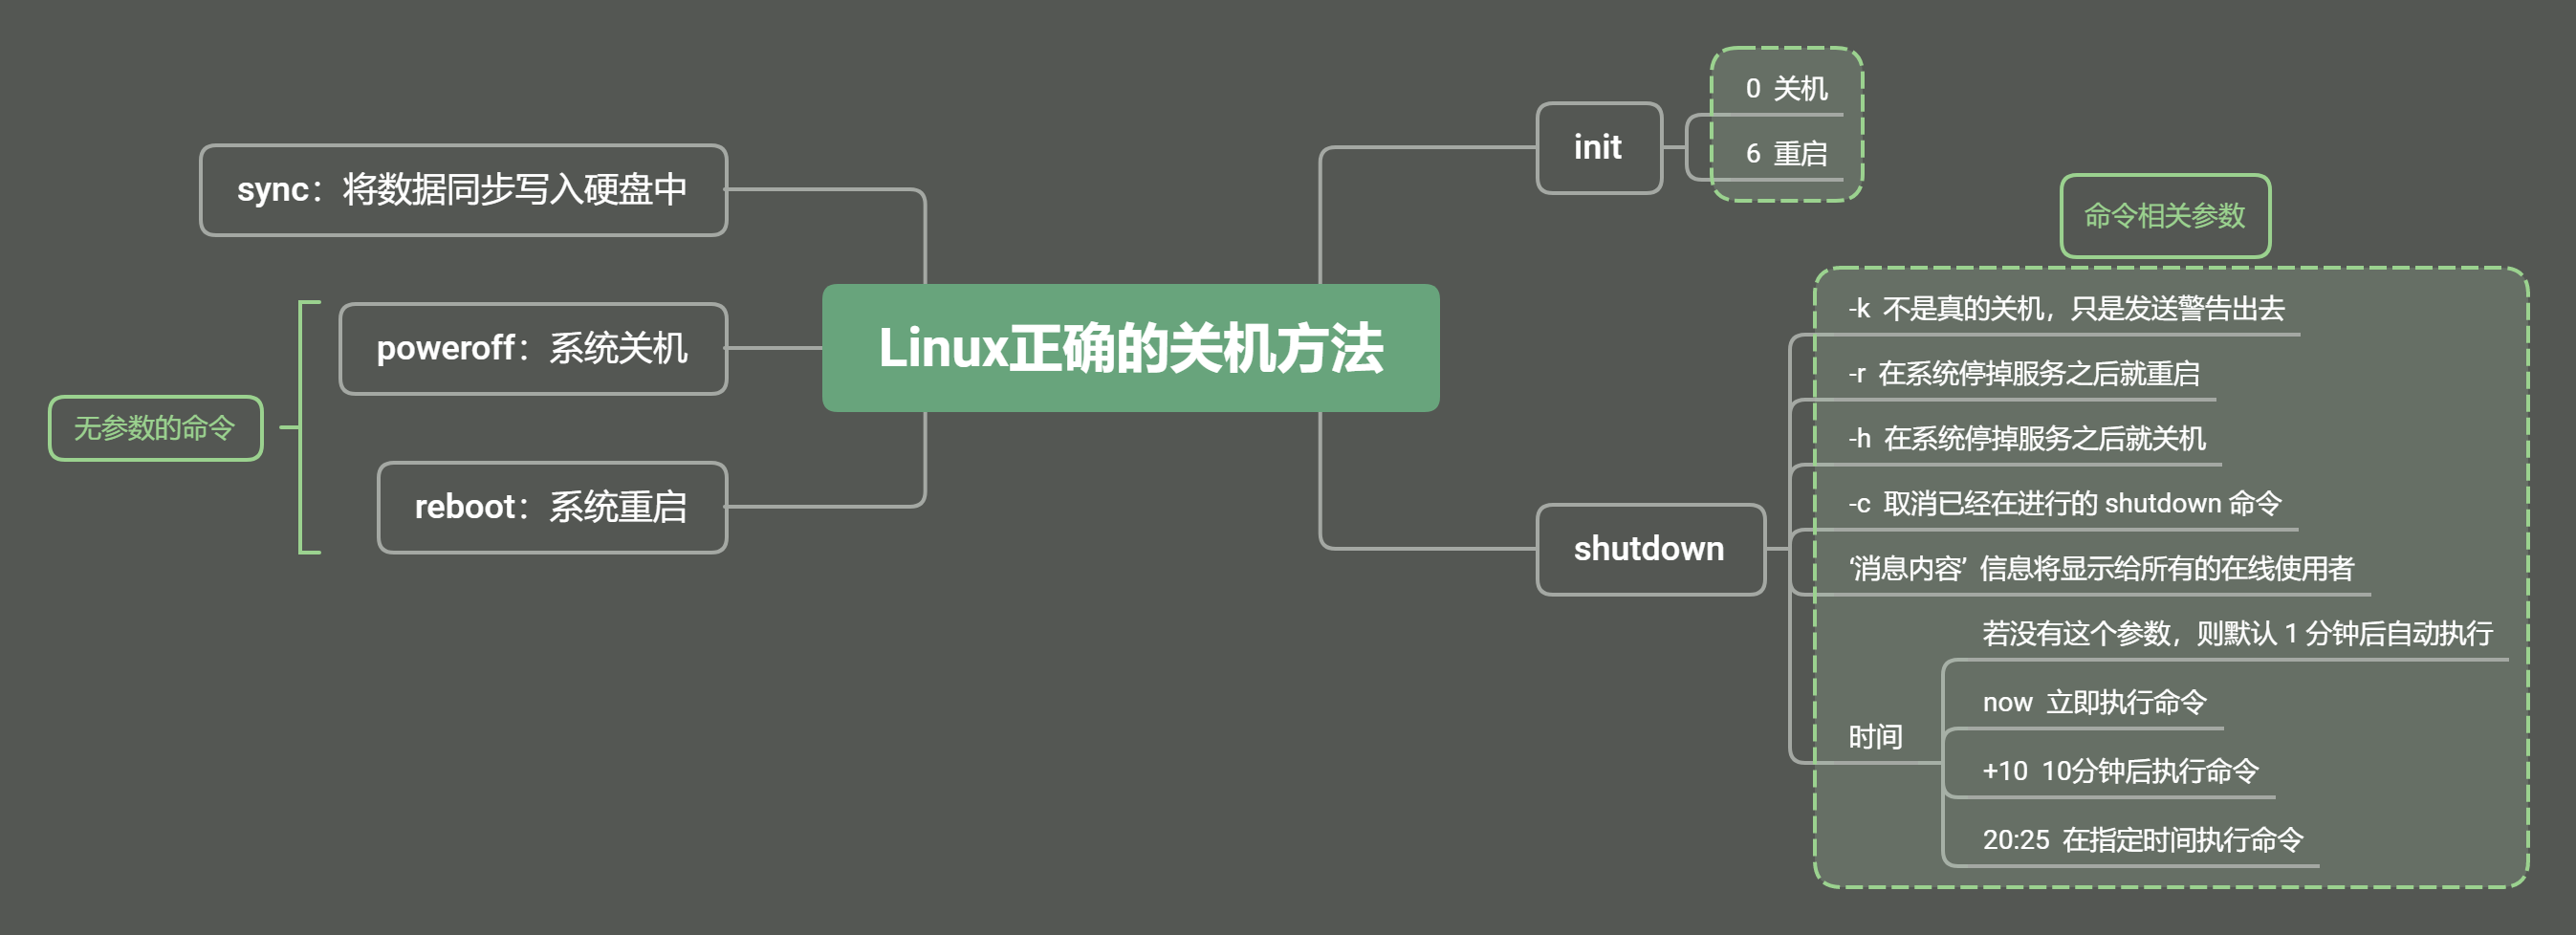 Linux正确的关机方法
sync：将数据同步写入硬盘中
无参数的命令
poweroff：系统关机
reboot：系统重启
init
0 关机
6 重启
shutdown
命令相关参数
-k 不是真的关机，只是发送警告出去
-r 在系统停掉服务之后就重启
-h 在系统停掉服务之后就关机
-c 取消已经在进行的 shutdown 命令
‘消息内容’ 信息将显示给所有的在线使用者
时间
若没有这个参数，则默认 1 分钟后自动执行
now 立即执行命令
+10 10分钟后执行命令
20:25 在指定时间执行命令